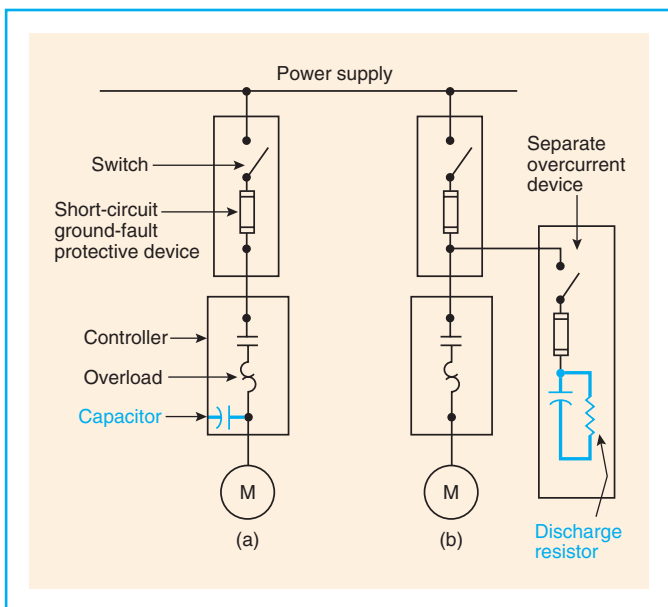 Power supply
Switch
Short-circuit
ground-fault
protective device
Controller
Overload
Capacitor
M
(a)
M
(b)
Separate
overcurrent
device
Discharge
resistor